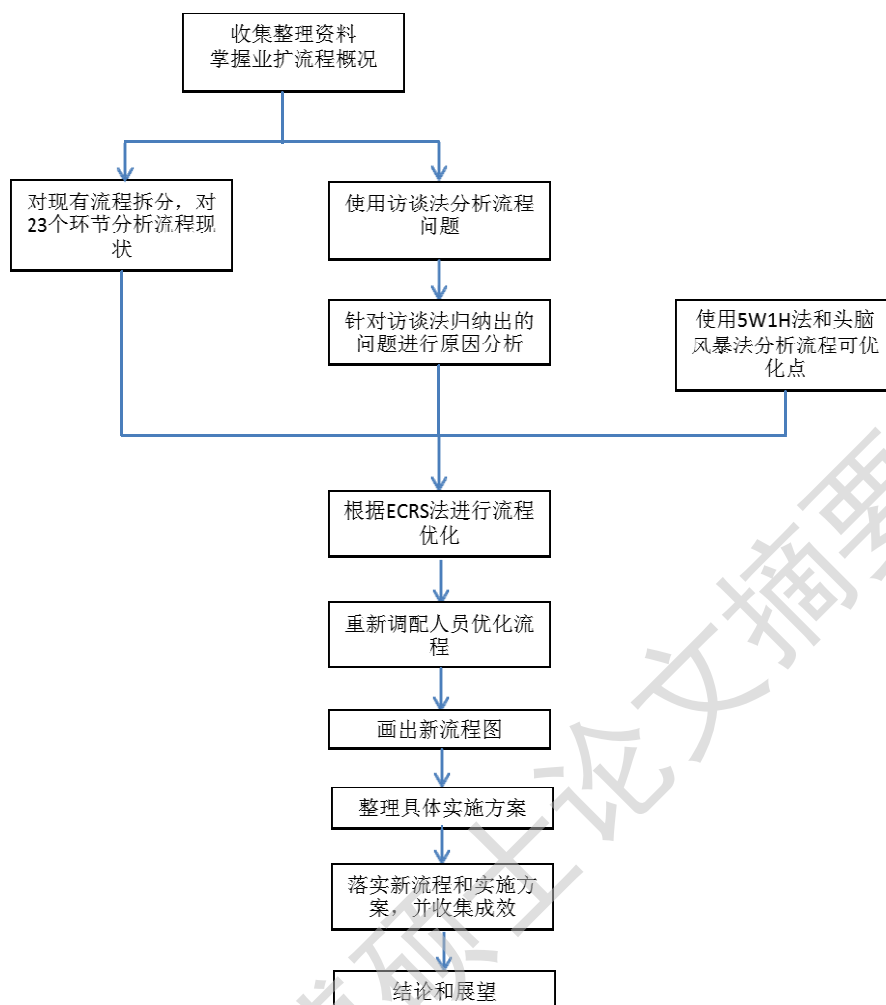 收集整理资料
掌握业扩流程概况
对现有流程拆分，对
23个环节分析流程现
状
使用访谈法分析流程
问题
针对访谈法归纳出的
问题进行原因分析
使用5W1H法和头脑
风暴法分析流程可优
化点
根据ECRS法进行流程
优化
重新调配人员优化流
程
画出新流程图
整理具体实施方案
落实新流程和实施方
案，并收集成效
结论和展望
硕士论文摘要